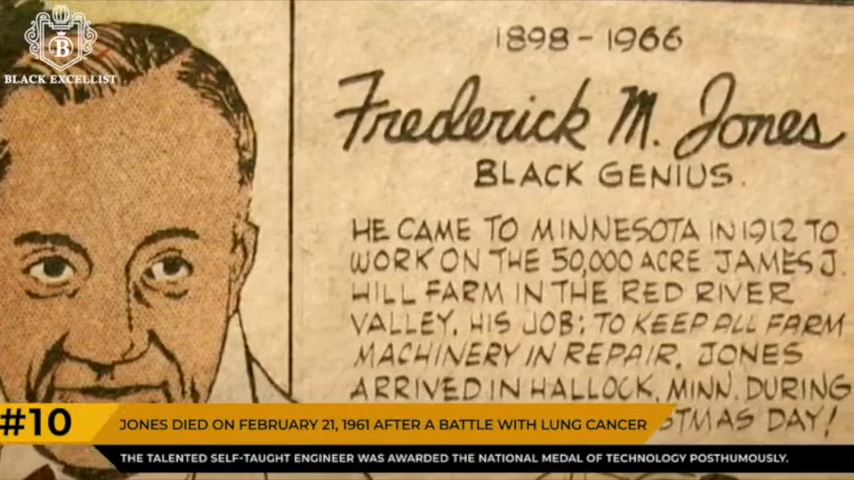 BLACK EXCELLIST
1898 - 1966
Frederick M. Jones
BLACK GENIUS.
HE CAME TO MINNESOTA IN 1912 TO
WORK ON THE 50,000 ACRE JAMES J.
HILL FARM IN THE RED RIVER
VALLEY. HIS JOB: TO KEEP ALL FARM
MACHINERY IN REPAIR. JONES
ARRIVED IN HALLOCK, MINN. DURING
DAY!
#10
JONES DIED ON FEBRUARY 21, 1961 AFTER A BATTLE WITH LUNG CANCER
THE TALENTED SELF-TAUGHT ENGINEER WAS AWARDED THE NATIONAL MEDAL OF TECHNOLOGY POSTHUMOUSLY.